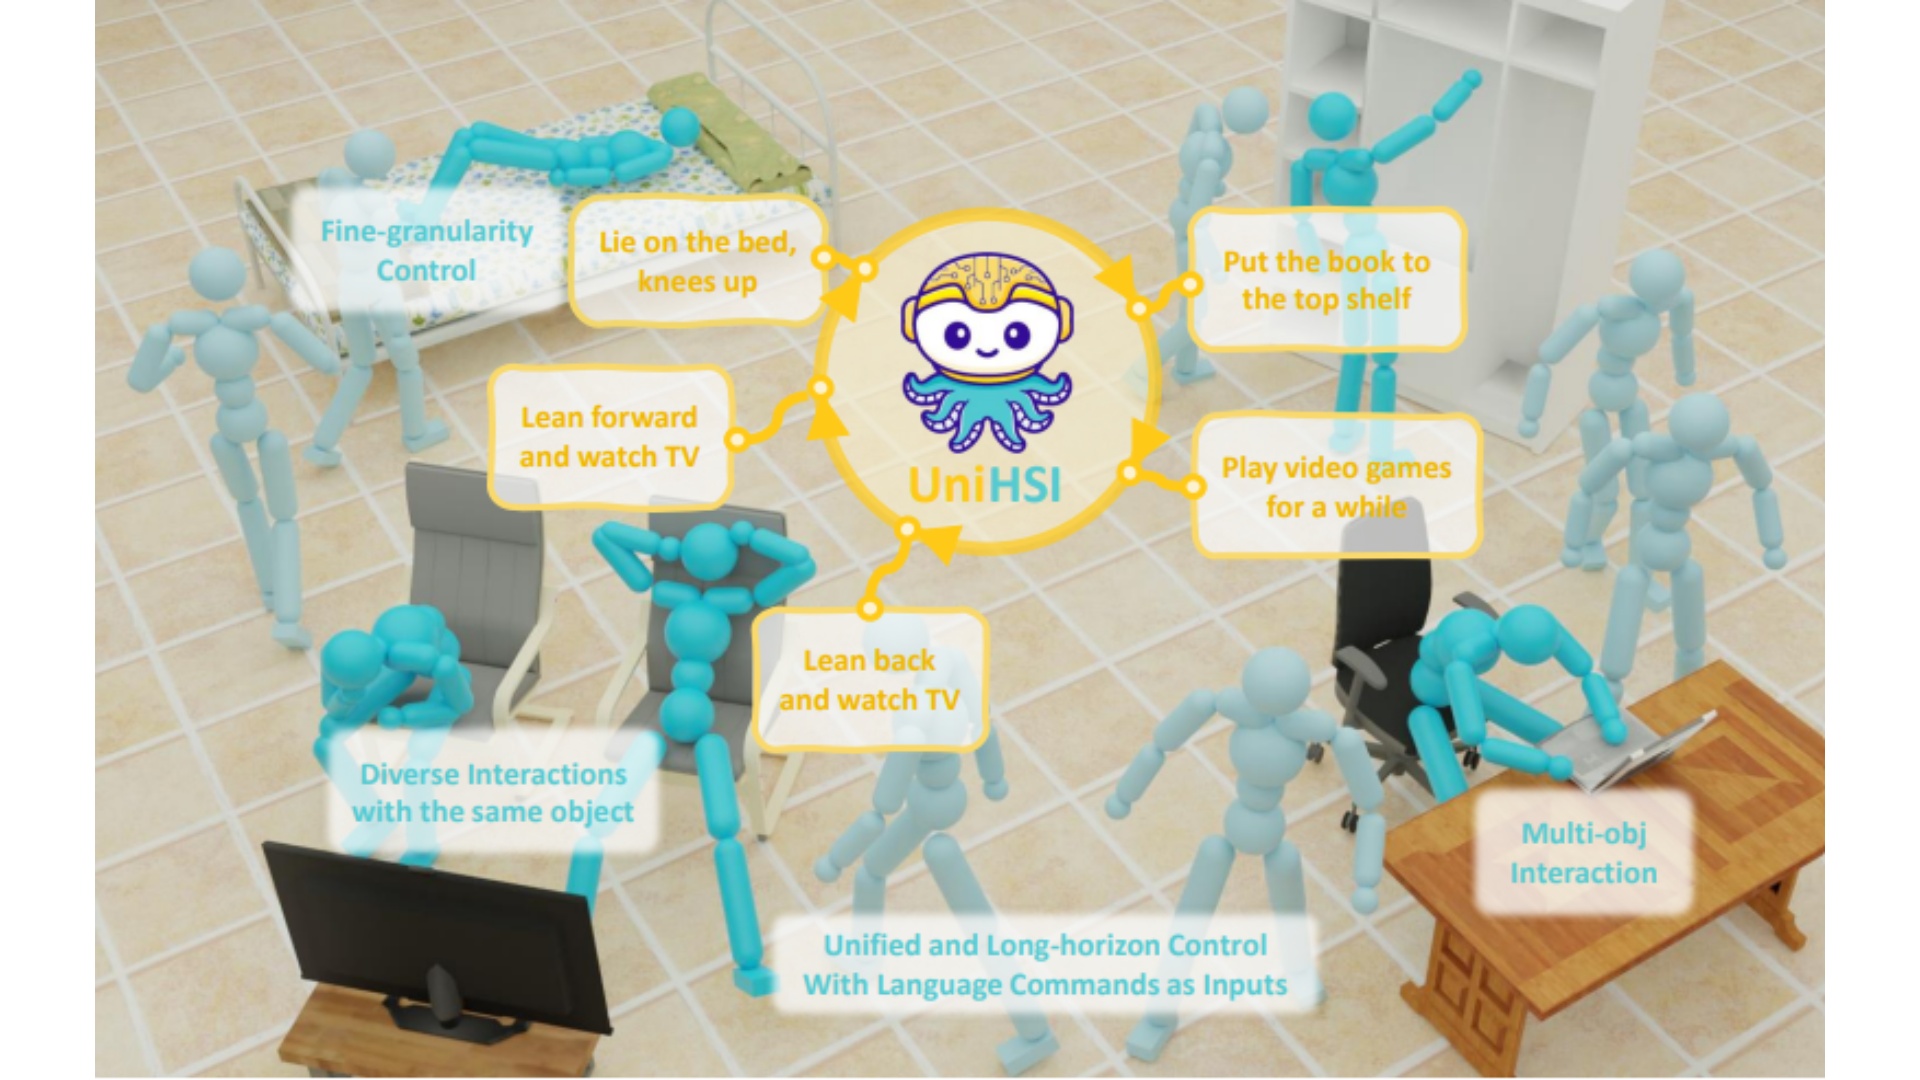 Fine-granularity
Control
Lie on the bed,
knees up
Put the book to
the top shelf
Lean forward
and watch TV
UniHSI
Play video games
for a while
Lean back
and watch TV
Diverse Interactions
with the same object
Multi-obj
Interaction
Unified and Long-horizon Control
With Language Commands as Inputs